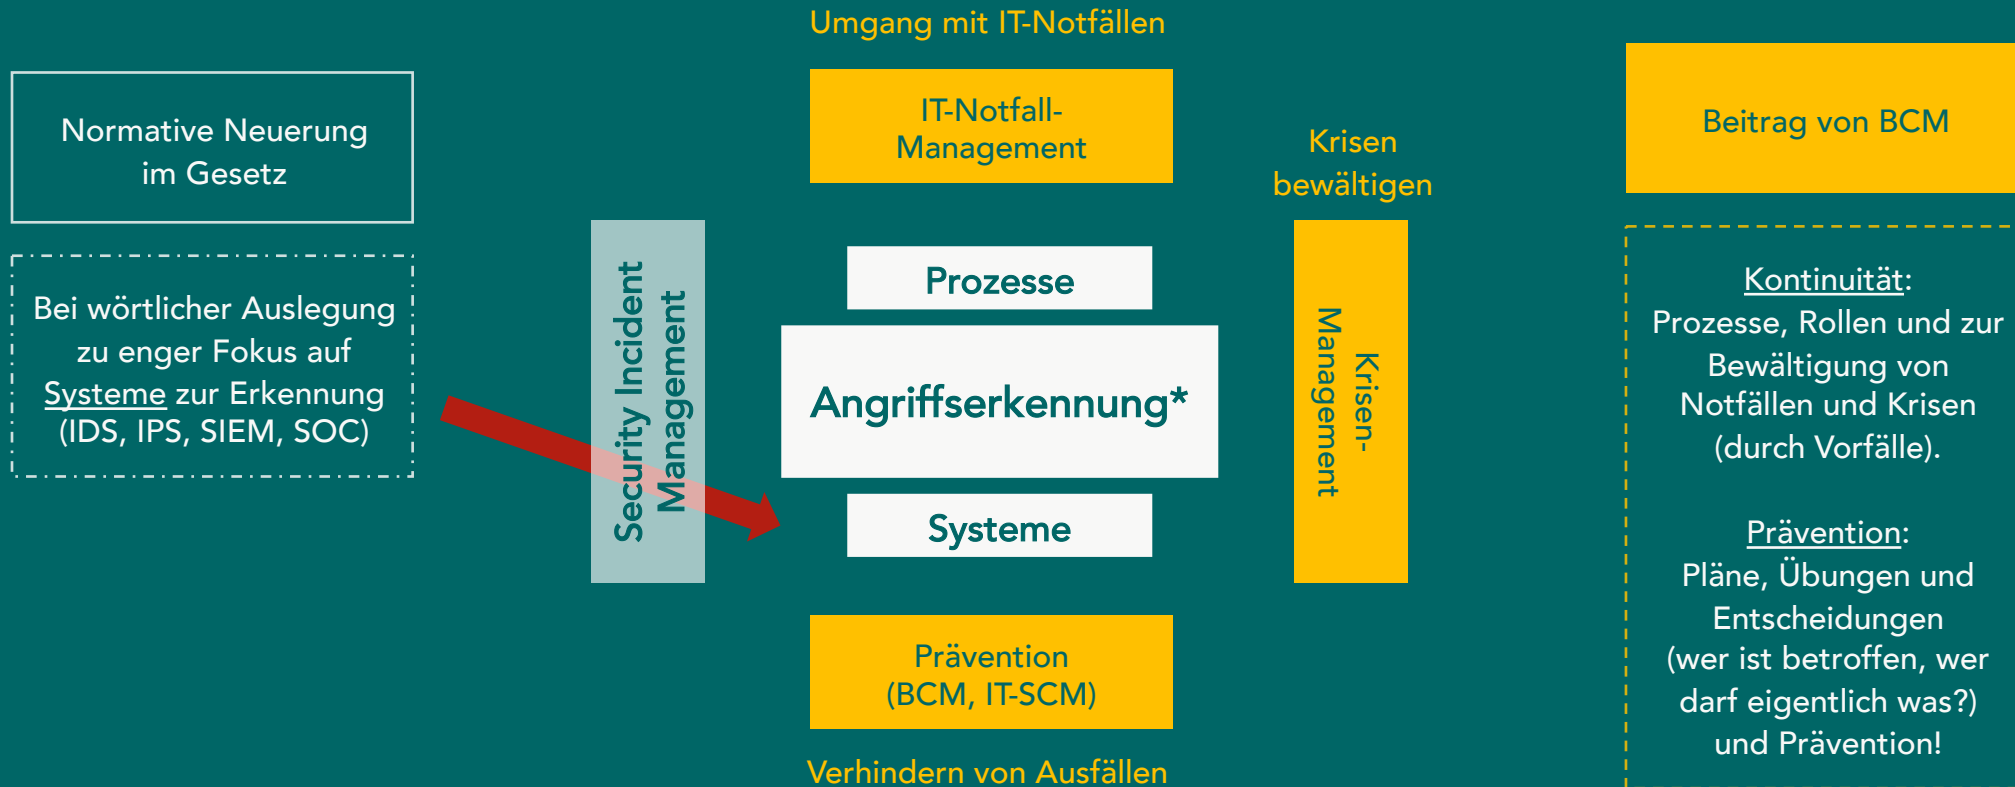 Normative Neuerung
im Gesetz
Bei wörtlicher Auslegung
zu enger Fokus auf
Systeme zur Erkennung
(IDS, IPS, SIEM, SOC)
Umgang mit IT-Notfällen
IT-Notfall-
Management
Security Incident
Management
Prozesse
Angriffserkennung*
Systeme
Prävention
(BCM, IT-SCM)
Verhindern von Ausfällen
Krisen
bewältigen
Krisen-
Management
Beitrag von BCM
Kontinuität:
Prozesse, Rollen und zur
Bewältigung von
Notfällen und Krisen
(durch Vorfälle).
Prävention:
Pläne, Übungen und
Entscheidungen
(wer ist betroffen, wer
darf eigentlich was?)
und Prävention!